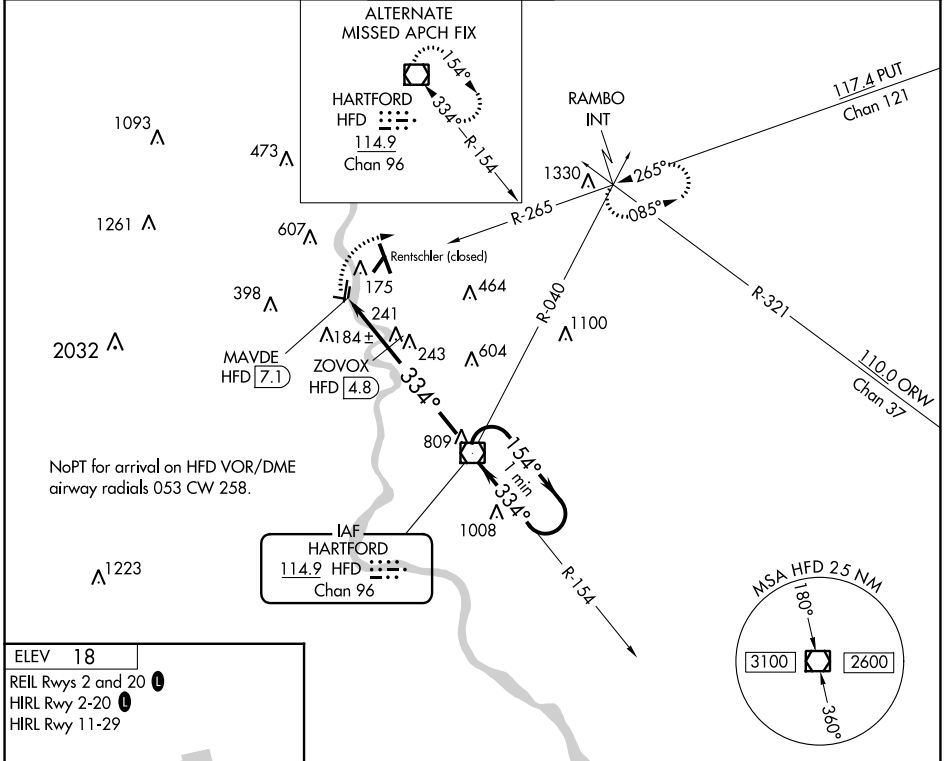 ALTERNATE
MISSED APCH FIX
154°
334°
R-154
HARTFORD
HFD
114.9
Chan 96
117.4 PUT
Chan 121
RAMBO
INT
1093
473
1330
265°
085°
R-265
1261
607
Rentschler (closed)
175
464
R-040
R-321
398
241
1100
2032
184 ±
243
604
MAVDE
HFD 7.1
ZOVOX
HFD 4.8
334°
110.0 ORW
Chan 37
809
154°
1 min
334°
NoPT for arrival on HFD VOR/DME
airway radials 053 CW 258.
1008
IAF
HARTFORD
114.9 HFD
Chan 96
1223
R-154
MSA HFD 25 NM
180°
3100
2600
360°
ELEV 18
REIL Rwys 2 and 20 L
HIRL Rwy 2-20 L
HIRL Rwy 11-29